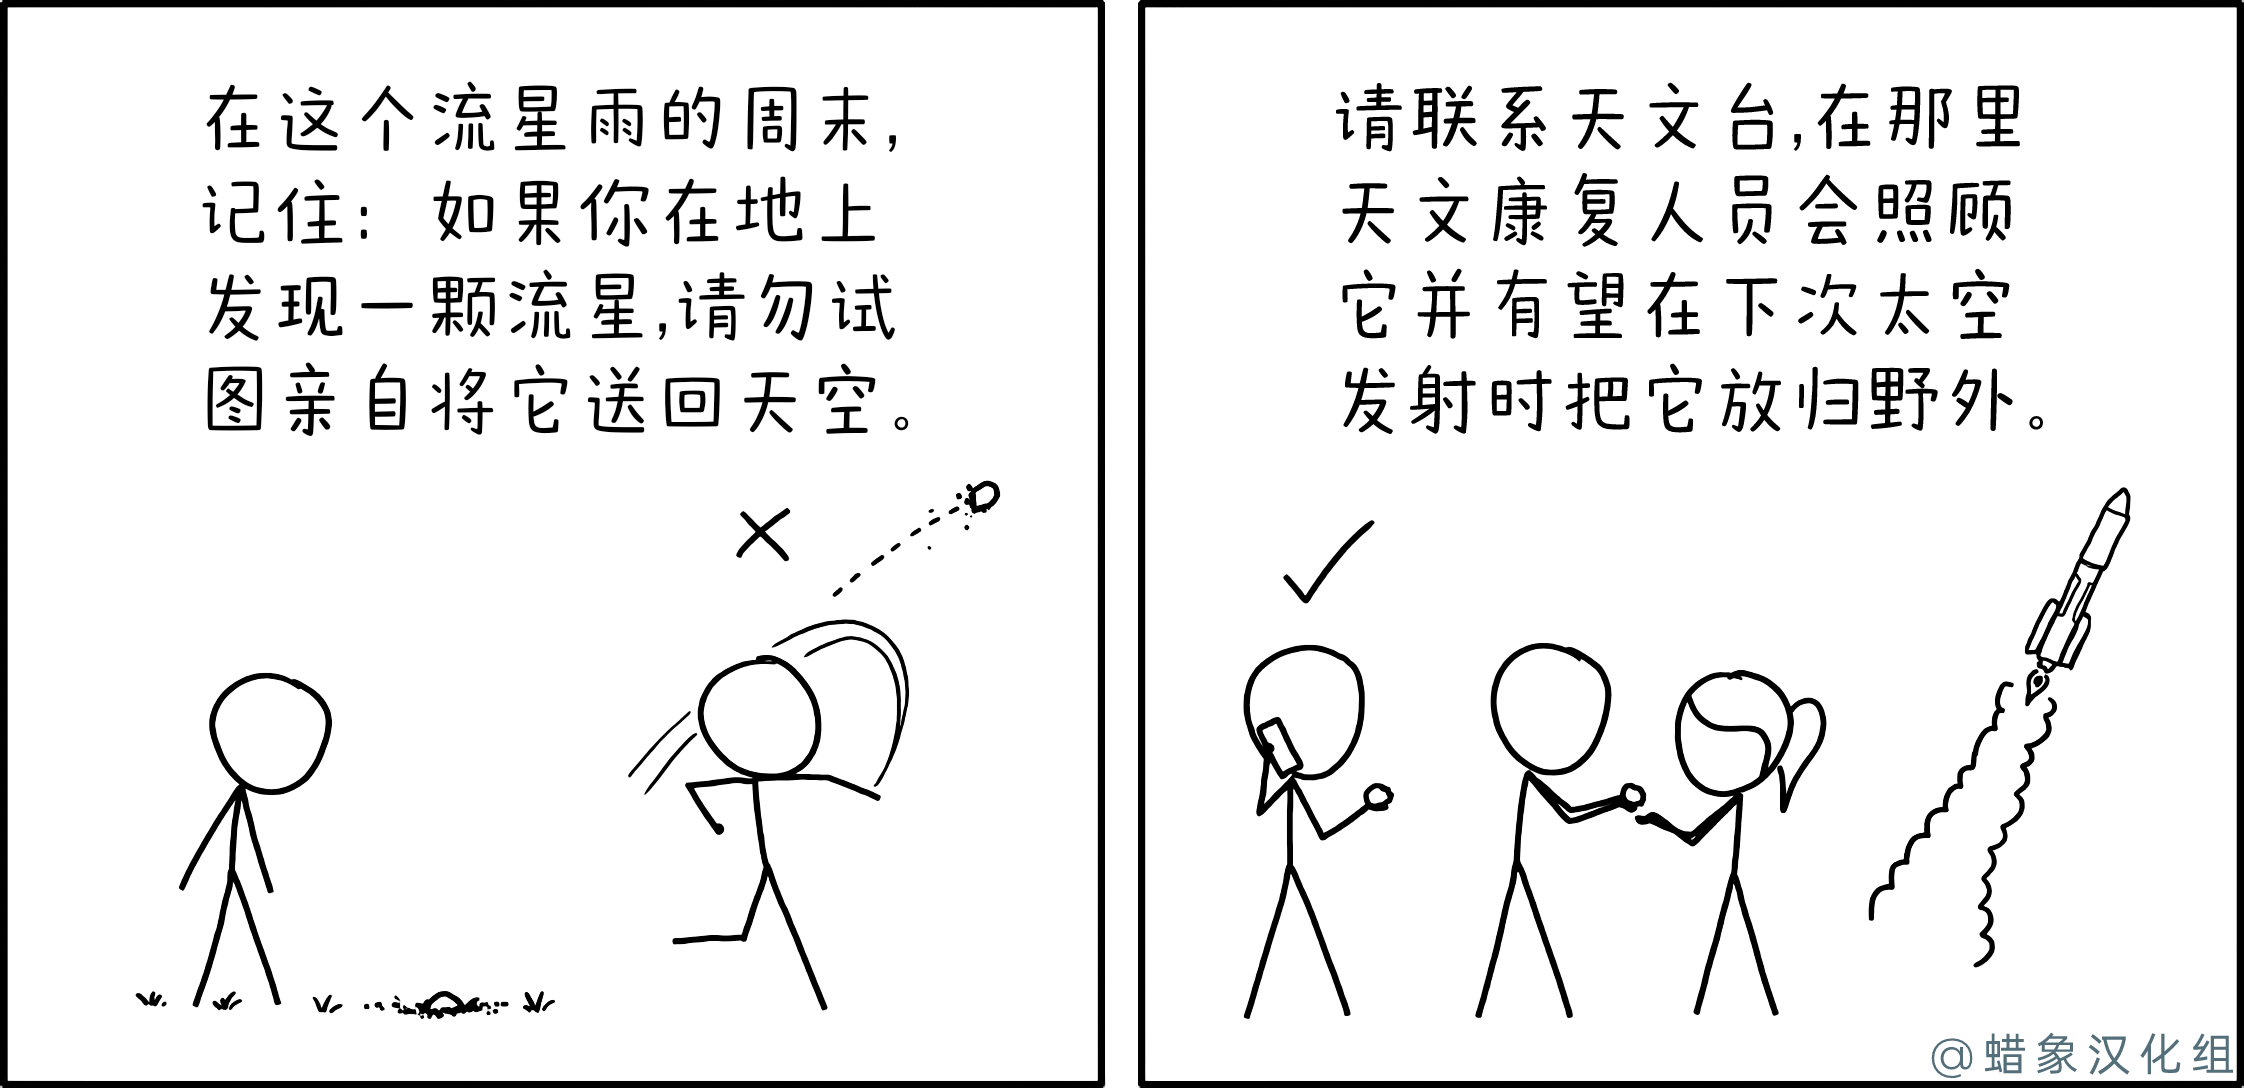 在这个流星雨的周末，
记住：如果你在地上
发现一颗流星，请勿试
图亲自将它送回天空。
请联系天文台，在那里
天文康复人员会照顾
它并有望在下次太空
发射时把它放归野外。
@蜡象汉化组